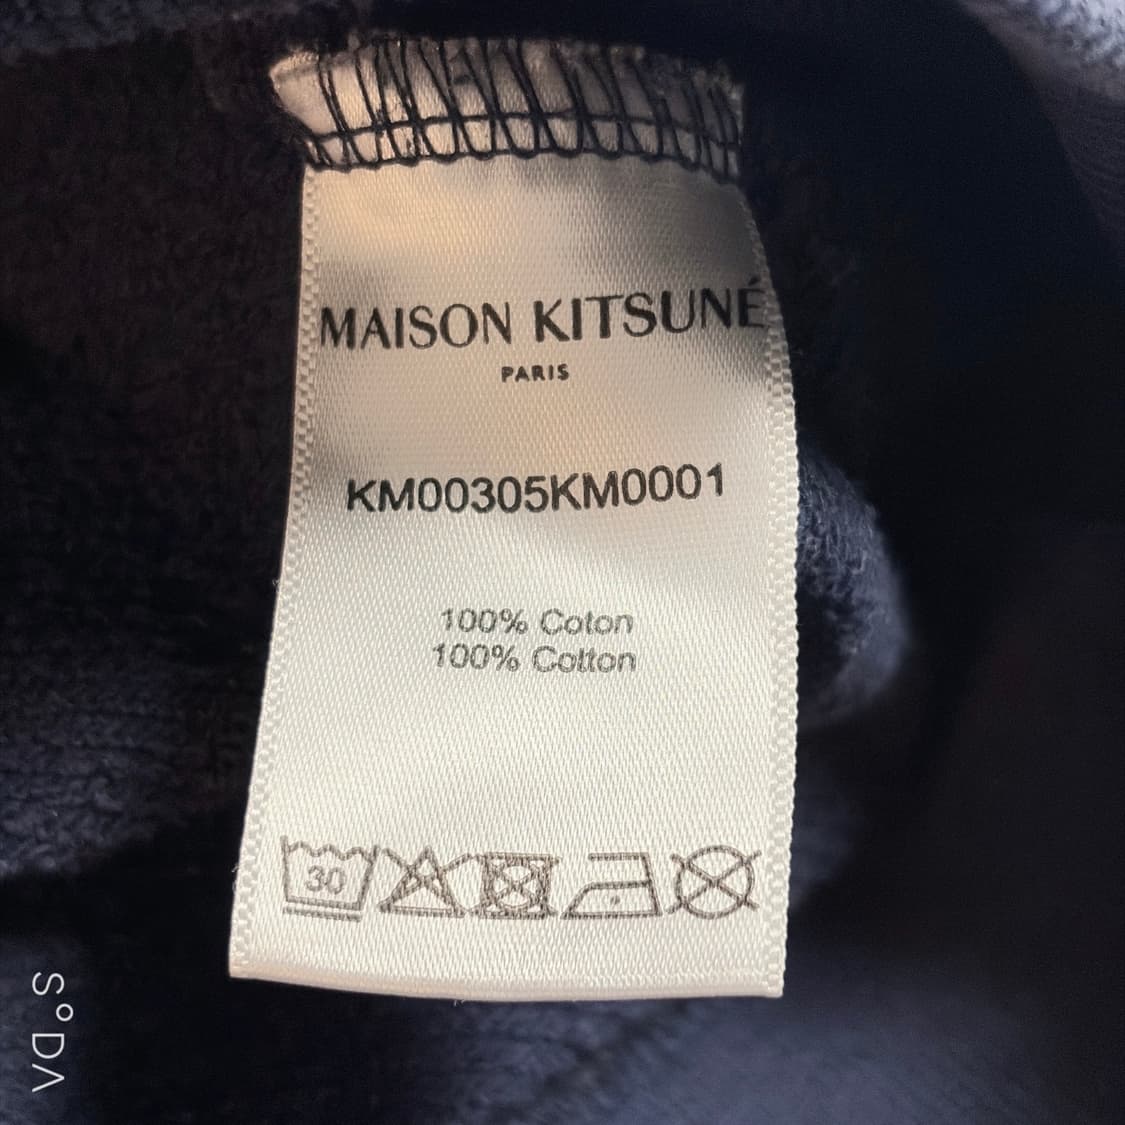 MAISON KITSUNÉ
PARIS
KM00305KM0001
100% Coton
100% Cotton
30